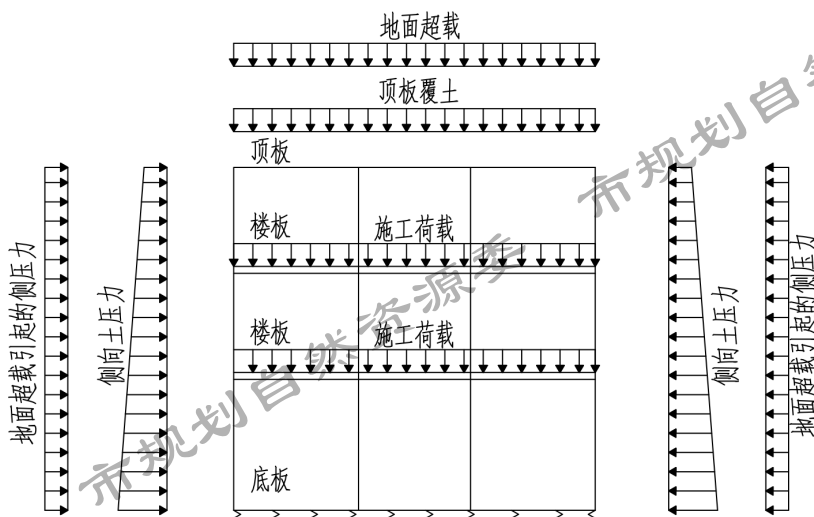 地面超载
顶板覆土
顶板
楼板 施工荷载
楼板 施工荷载
底板
地面超载引起的侧压力
侧向土压力
侧向土压力
地面超载引起的侧压力
市规划自然资源委
市规划自